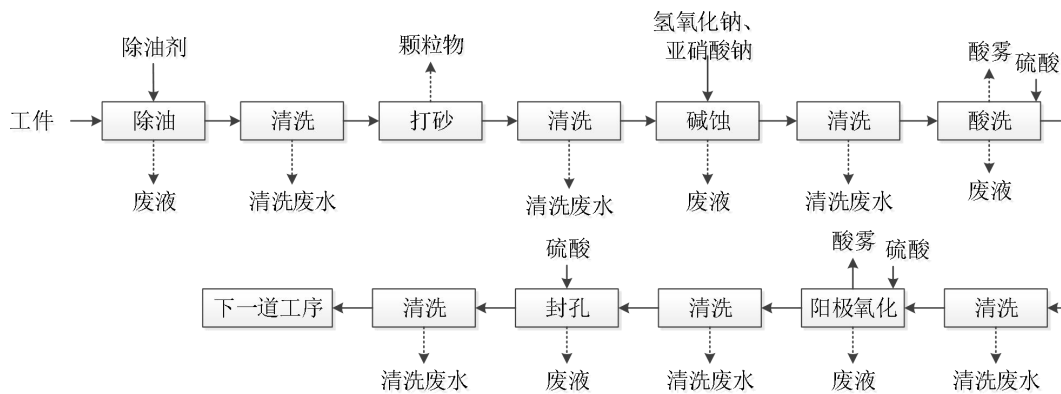 氢氧化钠、
亚硝酸钠
除油剂
颗粒物
酸雾
硫酸
工件
除油
清洗
打砂
清洗
碱蚀
清洗
酸洗
废液
清洗废水
清洗废水
废液
清洗废水
废液
硫酸
酸雾
硫酸
下一道工序
清洗
封孔
清洗
阳极氧化
清洗
清洗废水
废液
清洗废水
废液
清洗废水